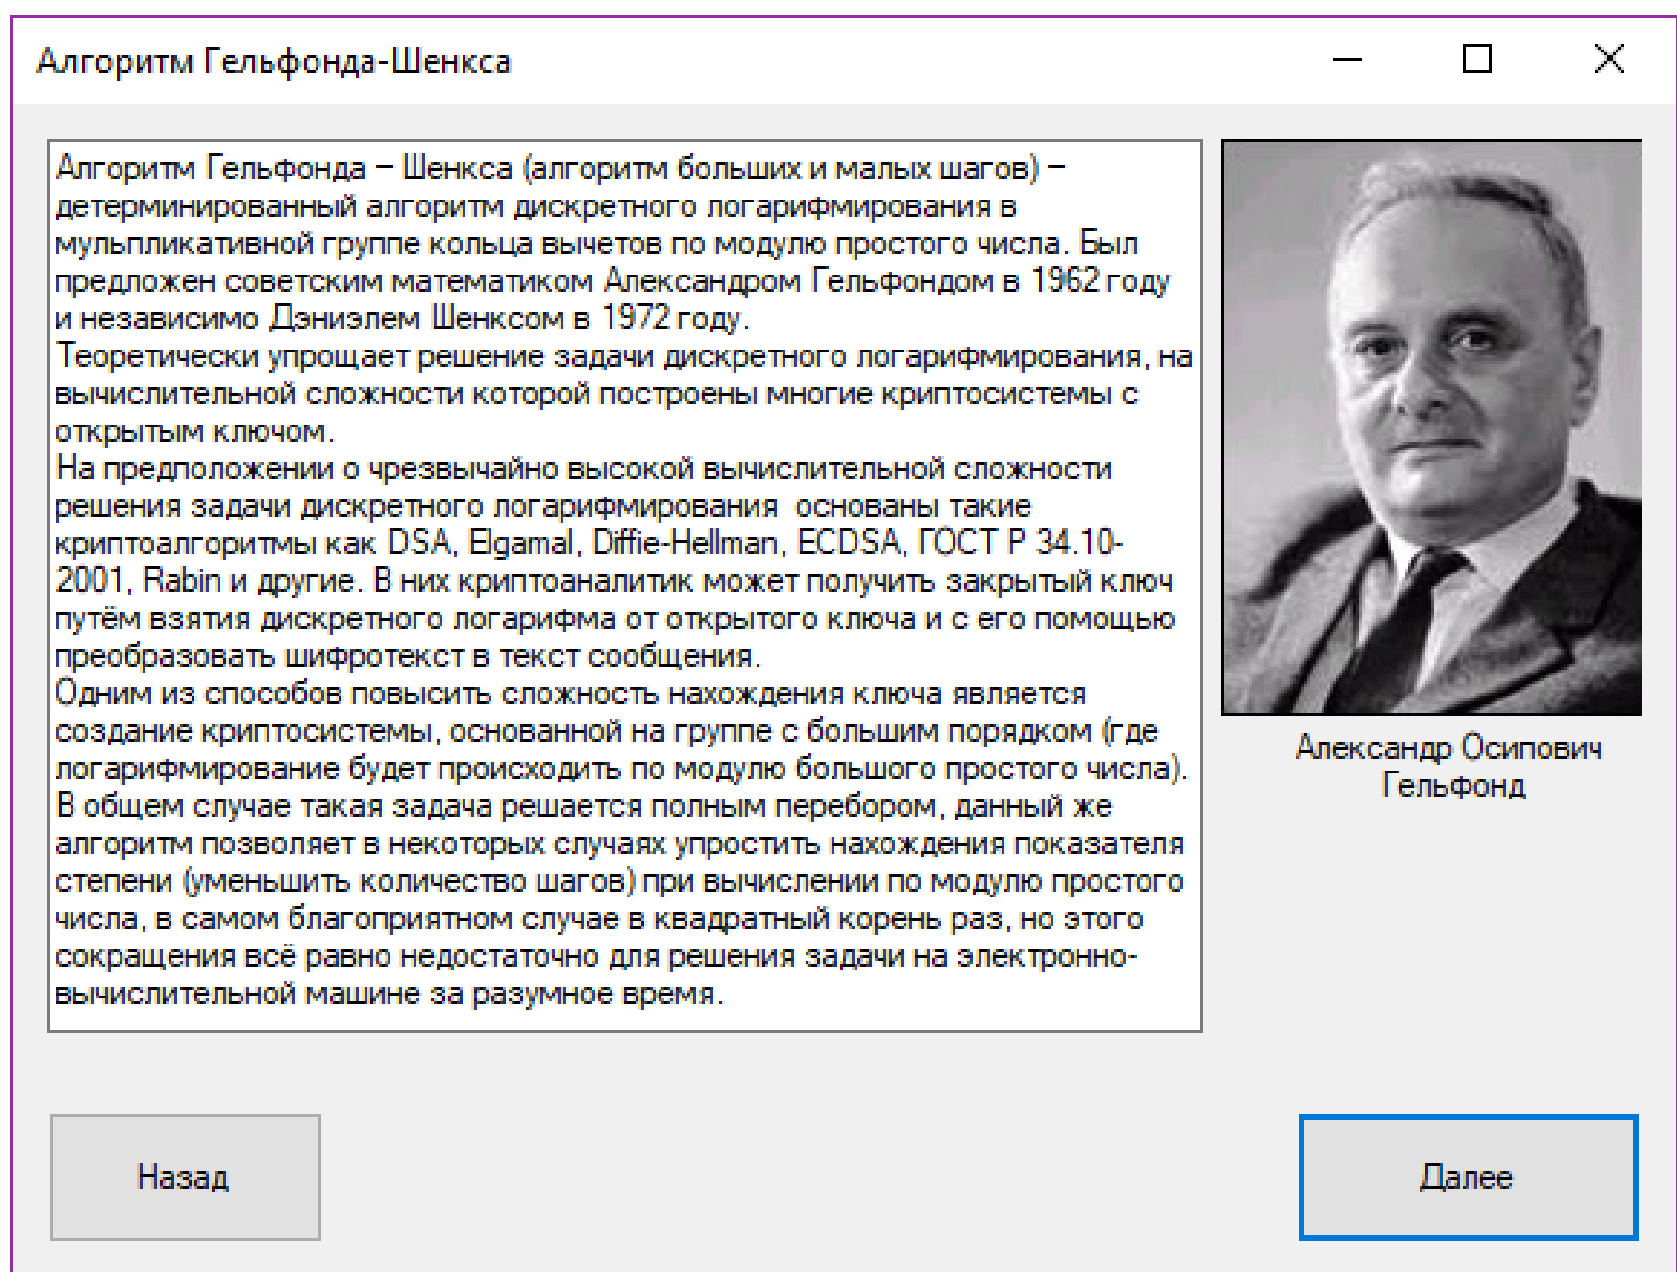 Алгоритм Гельфонда-Шенкса
Алгоритм Гельфонда – Шенкса (алгоритм больших и малых шагов) –
детерминированный алгоритм дискретного логарифмирования в
мульпликативной группе кольца вычетов по модулю простого числа. Был
предложен советским математиком Александром Гельфондом в 1962 году
и независимо Дэниэлем Шенксом в 1972 году.
Теоретически упрощает решение задачи дискретного логарифмирования, на
вычислительной сложности которой построены многие криптосистемы с
открытым ключом.
На предположении о чрезвычайно высокой вычислительной сложности
решения задачи дискретного логарифмирования  основаны такие
криптоалгоритмы как DSA, Elgamal, Diffie-Hellman, ECDSA, ГОСТ Р 34.10-
2001, Rabin и другие. В них криптоаналитик может получить закрытый ключ
путём взятия дискретного логарифма от открытого ключа и с его помощью
преобразовать шифротекст в текст сообщения.
Одним из способов повысить сложность нахождения ключа является
создание криптосистемы, основанной на группе с большим порядком (где
логарифмирование будет происходить по модулю большого простого числа).
В общем случае такая задача решается полным перебором, данный же
алгоритм позволяет в некоторых случаях упростить нахождения показателя
степени (уменьшить количество шагов) при вычислении по модулю простого
числа, в самом благоприятном случае в квадратный корень раз, но этого
сокращения всё равно недостаточно для решения задачи на электронно-
вычислительной машине за разумное время.
Александр Осипович
Гельфонд
Назад
Далее